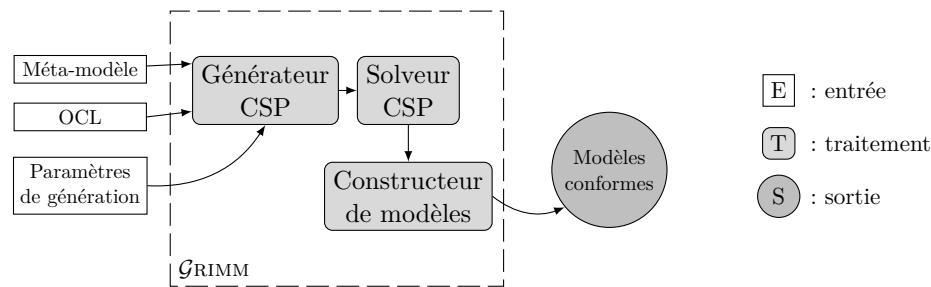 Méta-modèle
OCL
Paramètres
de génération
Générateur
CSP
Solveur
CSP
Constructeur
de modèles
GRIMM
Modèles
conformes
E : entrée
T : traitement
S : sortie